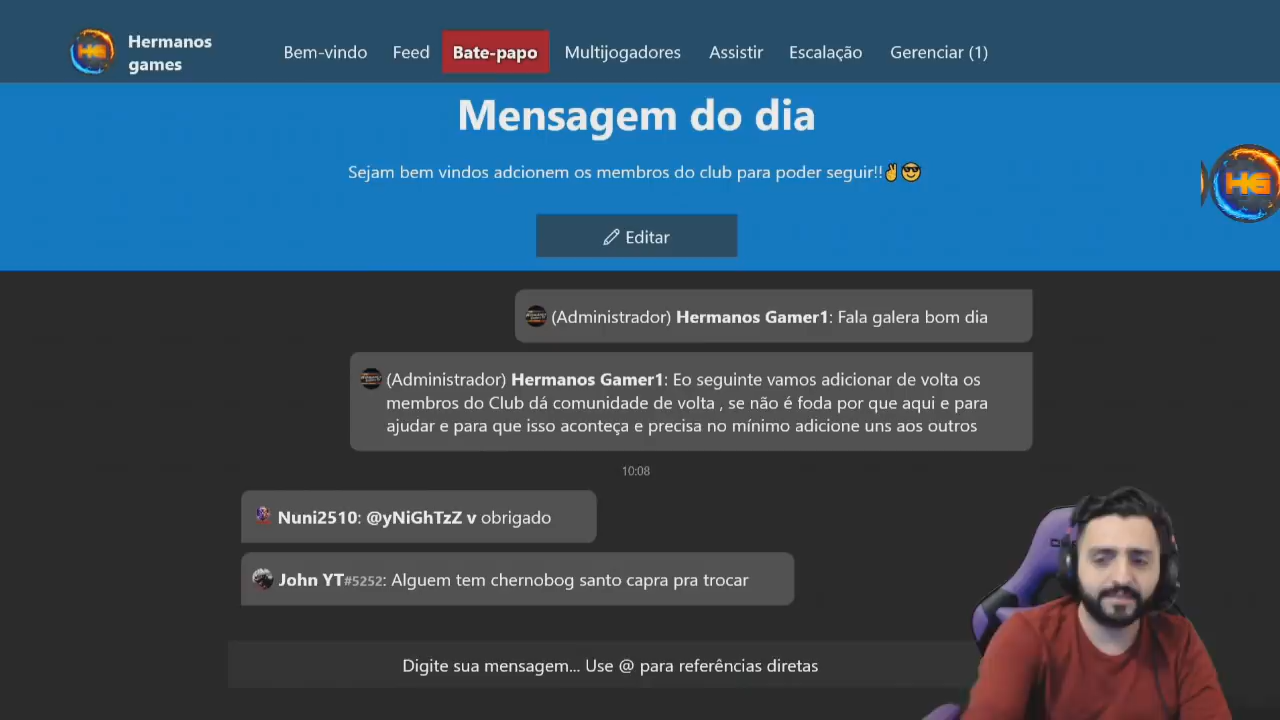 Hermanos
games
Bem-vindo Feed Bate-papo Multijogadores Assistir Escalação Gerenciar (1)
HG
Mensagem do dia
Sejam bem vindos adcionem os membros do club para poder seguir!!✌😎
HG
Editar
(Administrador) Hermanos Gamer1: Fala galera bom dia
(Administrador) Hermanos Gamer1: Eo seguinte vamos adicionar de volta os
membros do Club dá comunidade de volta , se não é foda por que aqui e para
ajudar e para que isso aconteça e precisa no mínimo adicione uns aos outros
10:08
Nuni2510: @yNiGhTzZ v obrigado
John YT#5252: Alguem tem chernobog santo capra pra trocar
Digite sua mensagem... Use @ para referências diretas